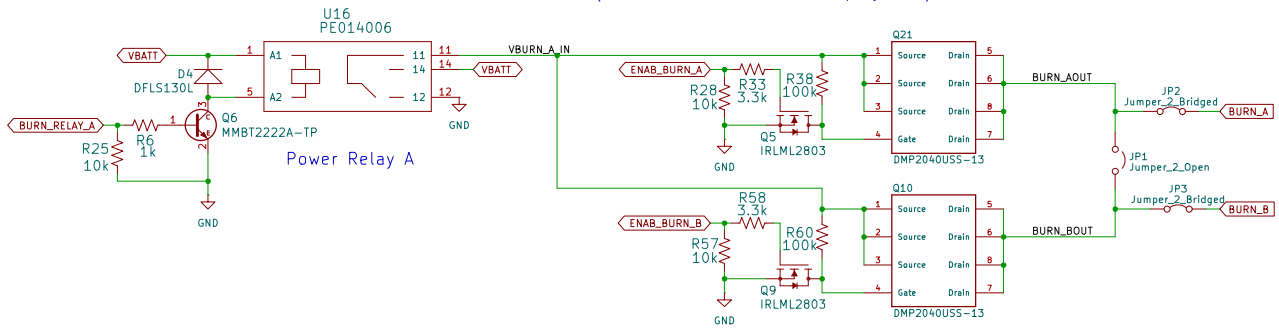 U16
PE014006
VBATT
1
A1
11
11
VBURN_A_IN
14
14
VBATT
D4
DFLS130L
5
A2
12
12
GND
3
C
E
Q6
MMBT2222A-TP
1
2
BURN_RELAY_A
R6
1k
R25
10k
GND
Power Relay A
ENAB_BURN_A
R33
3.3k
R28
10k
R38
100k
Q5
IRLML2803
GND
Q21
1
Source
Drain
5
2
Source
Drain
6
3
Source
Drain
8
4
Gate
Drain
7
DMP2040USS-13
BURN_AOUT
JP2
Jumper_2_Bridged
BURN_A
JP1
Jumper_2_Open
JP3
Jumper_2_Bridged
BURN_B
ENAB_BURN_B
R58
3.3k
R57
10k
R60
100k
Q9
IRLML2803
GND
Q10
1
Source
Drain
5
2
Source
Drain
6
3
Source
Drain
8
4
Gate
Drain
7
DMP2040USS-13
BURN_BOUT